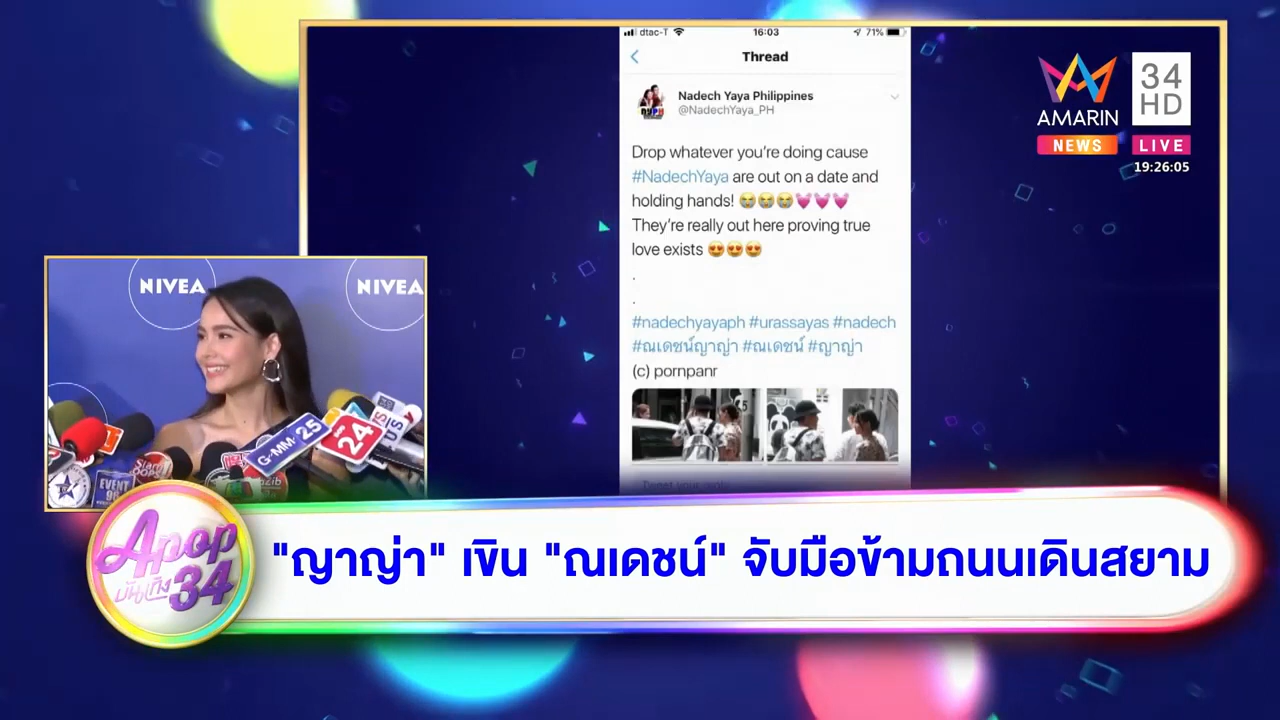 dtac-T
16:03
71%
Thread
Nadech Yaya Philippines
@NadechYaya_PH
Drop whatever you're doing cause
#NadechYaya are out on a date and
holding hands! 😭😭😭💓💓💓
They're really out here proving true
love exists 😍😍😍
.
.
#nadechyayaph #urassayas #nadech
#ณเดชน์ญาญ่า #ณเดชน์ #ญาญ่า
(c) pornpanr
Tweet your reply
AMARIN
34
HD
NEWS
LIVE
19:26:05
NIVEA
NIVEA
G-MM 25
24
EVENT
96
Apop
บันเทิง
34
"ญาญ่า" เขิน "ณเดชน์" จับมือข้ามถนนเดินสยาม